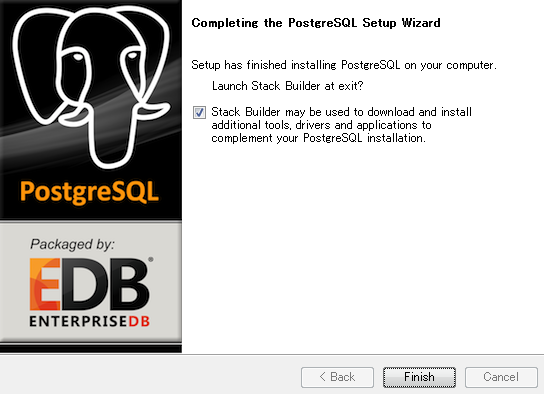 Completing the PostgreSQL Setup Wizard
Setup has finished installing PostgreSQL on your computer.
Launch Stack Builder at exit?
Stack Builder may be used to download and install
additional tools, drivers and applications to
complement your PostgreSQL installation.
PostgreSQL
Packaged by:
EDB
ENTERPRISEDB
< Back
Finish
Cancel